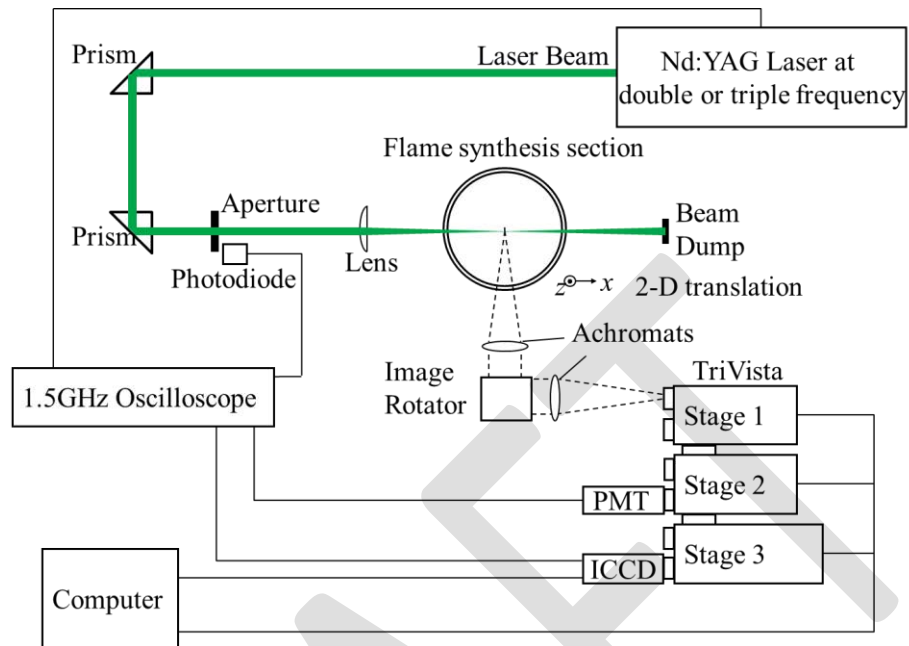 Prism
Laser Beam
Nd:YAG Laser at
double or triple frequency
Flame synthesis section
Prism
Aperture
Photodiode
Lens
Beam
Dump
z x 2-D translation
Achromats
Image
Rotator
TriVista
1.5GHz Oscilloscope
Stage 1
PMT
Stage 2
ICCD
Stage 3
Computer